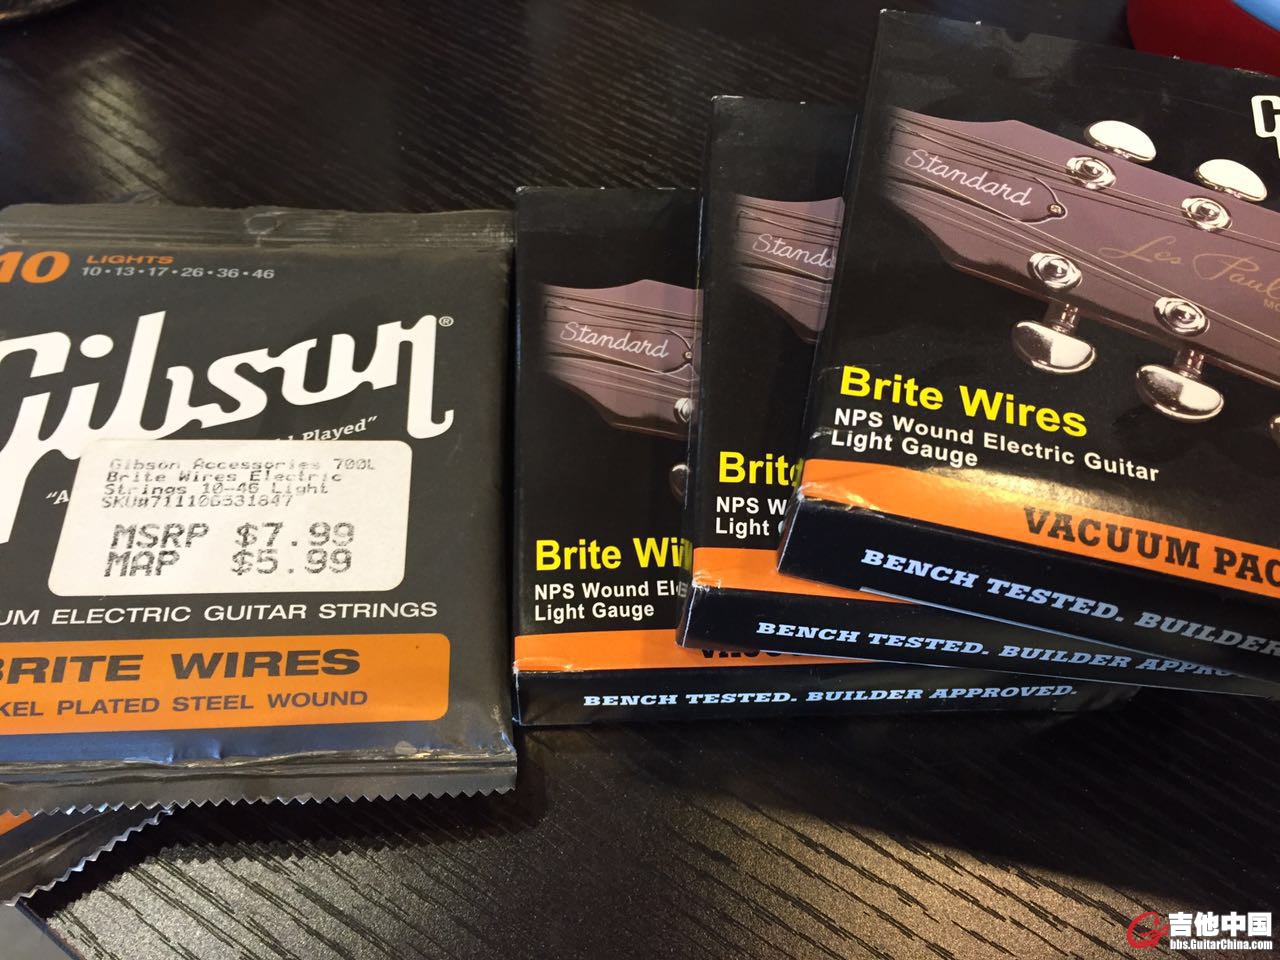 10 LIGHTS
10•13•17•26•36•46
Gibson®
Played”
“A
Gibson Accessories 700L
Brite Wires Electric
Strings 10-46 Light
SKU#711106531847
MSRP $7.99
MAP $5.99
UM ELECTRIC GUITAR STRINGS
BRITE WIRES
KEL PLATED STEEL WOUND
Standard
Brite Wi
NPS Wound Ele
Light Gauge
BENCH TESTED. BUILDER APPROVED.
Standa
Brit
NPS W
Light
BENCH TESTED. BUILDER APPRO
G
Standard
Les Paul
M
Brite Wires
NPS Wound Electric Guitar
Light Gauge
VACUUM PAC
BENCH TESTED. BUILDER
吉他中国
bbs.GuitarChina.com